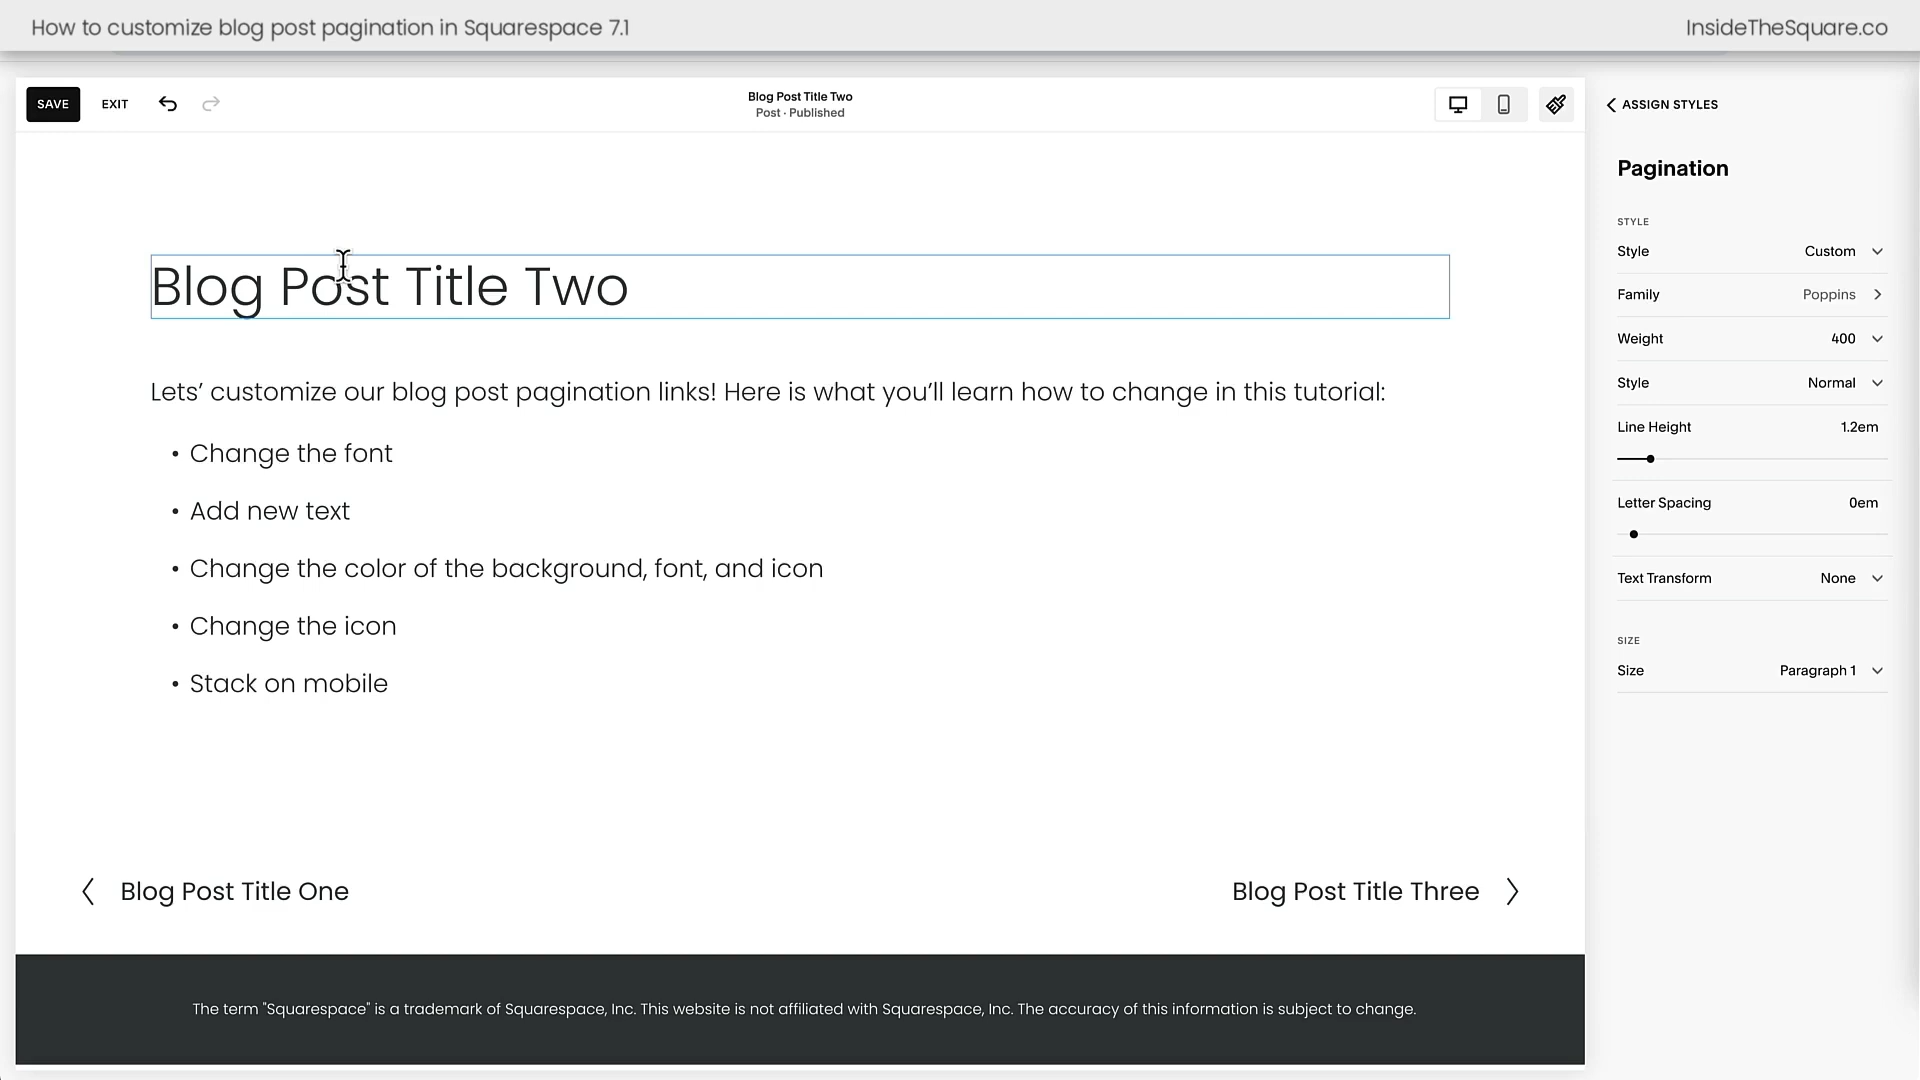 How to customize blog post pagination in Squarespace 7.1
InsideTheSquare.co
SAVE
EXIT
Blog Post Title Two
Post · Published
ASSIGN STYLES
Pagination
STYLE
Style Custom
Family Poppins
Weight 400
Style Normal
Line Height 1.2em
Letter Spacing 0em
Text Transform None
SIZE
Size Paragraph 1
Blog Post Title Two
Lets’ customize our blog post pagination links! Here is what you’ll learn how to change in this tutorial:
• Change the font
• Add new text
• Change the color of the background, font, and icon
• Change the icon
• Stack on mobile
Blog Post Title One
Blog Post Title Three
The term "Squarespace" is a trademark of Squarespace, Inc. This website is not affiliated with Squarespace, Inc. The accuracy of this information is subject to change.